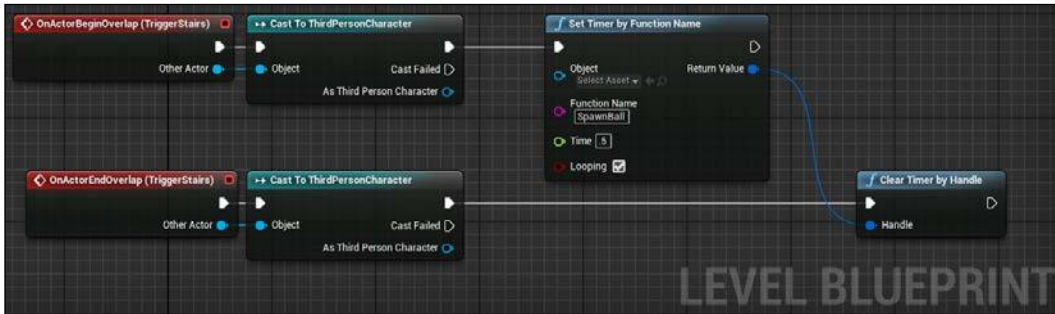 OnActorBeginOverlap (TriggerStairs)
Other Actor
Cast To ThirdPersonCharacter
Object
Cast Failed
As Third Person Character
Set Timer by Function Name
Object
Select Asset
Return Value
Function Name
SpawnBall
Time .5
Looping
OnActorEndOverlap (TriggerStairs)
Other Actor
Cast To ThirdPersonCharacter
Object
Cast Failed
As Third Person Character
Clear Timer by Handle
Handle
LEVEL BLUEPRINT